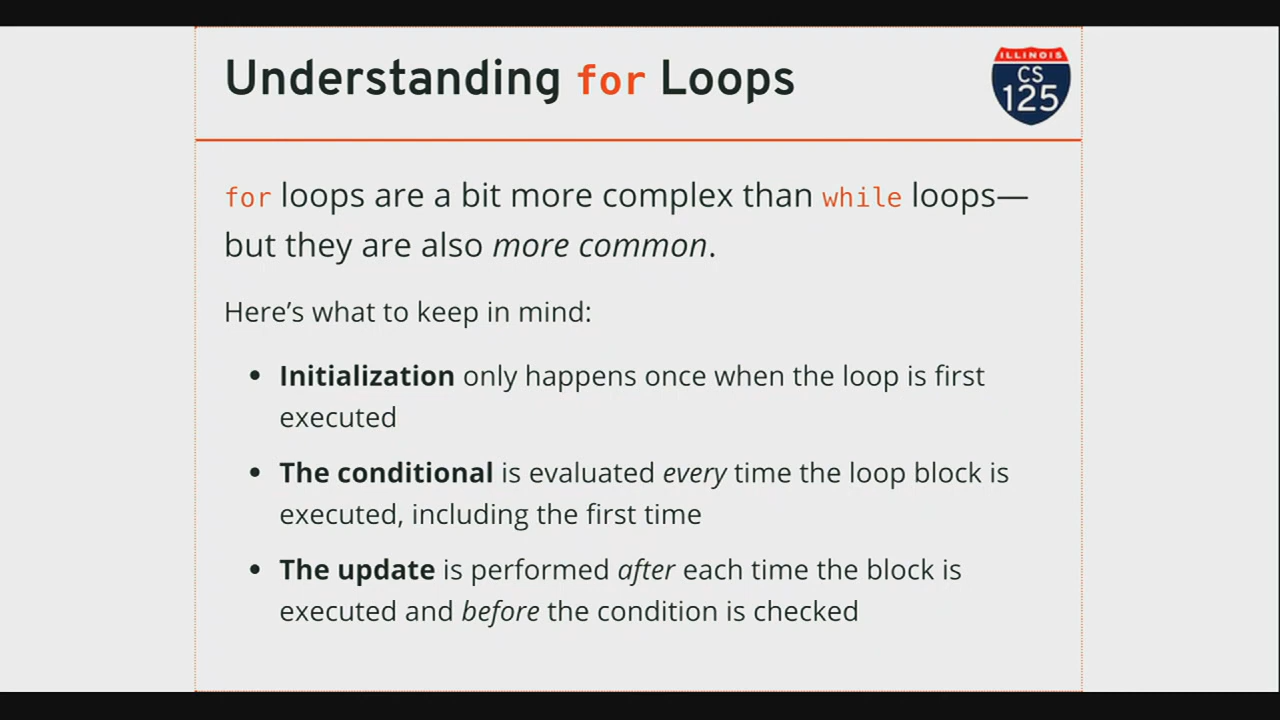 Understanding for Loops
ILLINOIS
CS
125
for loops are a bit more complex than while loops—
but they are also more common.
Here’s what to keep in mind:
• Initialization only happens once when the loop is first
executed
• The conditional is evaluated every time the loop block is
executed, including the first time
• The update is performed after each time the block is
executed and before the condition is checked